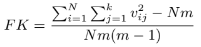 $FK = \frac{\sum_{i=1}^{N} \sum_{j=1}^{k} v_{ij}^{2} - Nm}{Nm(m-1)}$